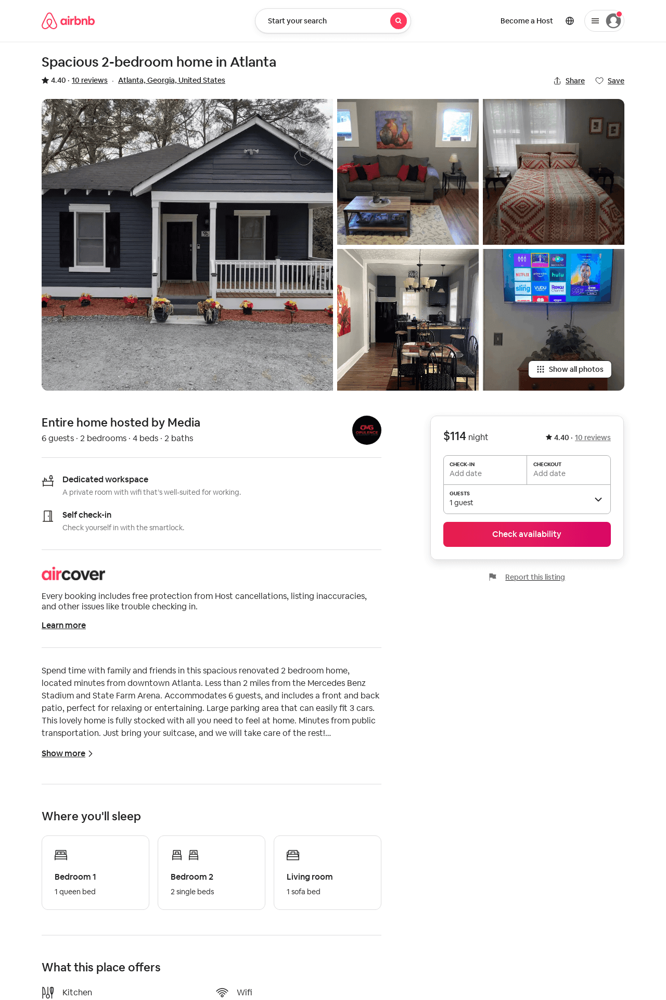 airbnb
Start your search
Become a Host
Spacious 2-bedroom home in Atlanta
4.40 · 10 reviews · Atlanta, Georgia, United States
Share
Save
96
NETFLIX
prime video
hulu
sling
VUDU
Roku
Channel
Show all photos
Entire home hosted by Media
6 guests · 2 bedrooms · 4 beds · 2 baths
OMG
OPULENCE
$114 night
4.40 · 10 reviews
CHECK-IN
Add date
CHECKOUT
Add date
GUESTS
1 guest
Check availability
Report this listing
Dedicated workspace
A private room with wifi that’s well-suited for working.
Self check-in
Check yourself in with the smartlock.
aircover
Every booking includes free protection from Host cancellations, listing inaccuracies,
and other issues like trouble checking in.
Learn more
Spend time with family and friends in this spacious renovated 2 bedroom home,
located minutes from downtown Atlanta. Less than 2 miles from the Mercedes Benz
Stadium and State Farm Arena. Accommodates 6 guests, and includes a front and back
patio, perfect for relaxing or entertaining. Large parking area that can easily fit 3 cars.
This lovely home is fully stocked with all you need to feel at home. Minutes from public
transportation. Just bring your suitcase, and we will take care of the rest!...
Show more
Where you'll sleep
Bedroom 1
1 queen bed
Bedroom 2
2 single beds
Living room
1 sofa bed
What this place offers
Kitchen
Wifi